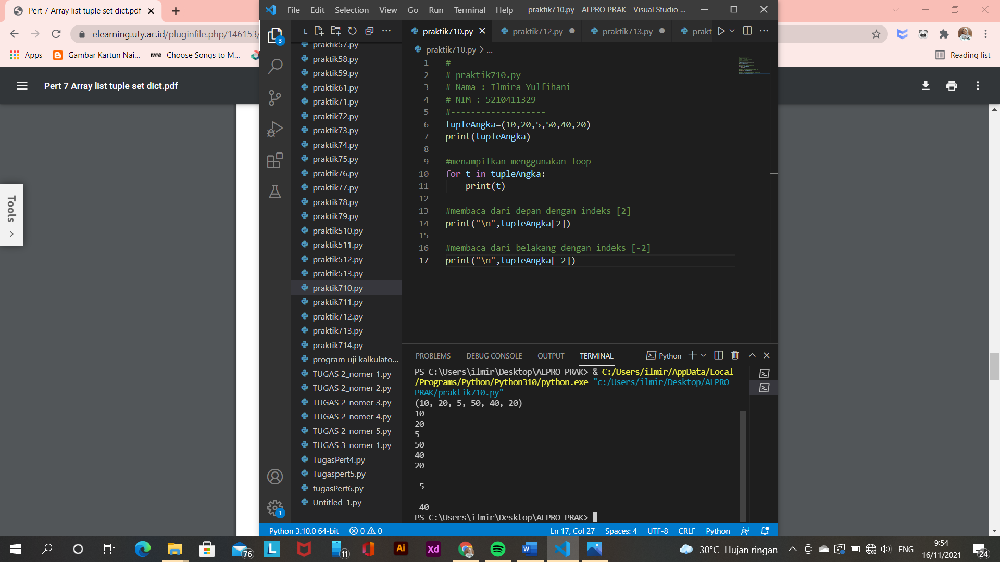 Pert 7 Array list tuple set dict.pdf
elearning.uty.ac.id/pluginfile.php/146153/
Apps
Gambar Kartun Nai...
rave
Choose Songs to M...
Reading list
Pert 7 Array list tuple set dict.pdf
Tools
File Edit Selection View Go Run Terminal Help
praktik710.py - ALPRO PRAK - Visual Studio ...
E.
3
praktik57.py
praktik58.py
praktik59.py
praktik61.py
praktik71.py
praktik72.py
praktik73.py
praktik74.py
praktik75.py
praktik76.py
praktik77.py
praktik78.py
praktik79.py
praktik510.py
praktik511.py
praktik512.py
praktik513.py
praktik710.py
praktik711.py
praktik712.py
praktik713.py
praktik714.py
program uji kalkulato...
TUGAS 2_nomer 1.py
TUGAS 2_nomer 2.py
TUGAS 2_nomer 3.py
TUGAS 2_nomer 4.py
TUGAS 2_nomer 5.py
TUGAS 3_nomer 1.py
TugasPert4.py
Tugaspert5.py
tugasPert6.py
Untitled-1.py
1
praktik710.py praktik712.py praktik713.py prakt
praktik710.py > ...
1 #------------------
2 # praktik710.py
3 # Nama : Ilmira Yulfihani
4 # NIM : 5210411329
5 #-------------------
6 tupleAngka=(10,20,5,50,40,20)
7 print(tupleAngka)
8
9 #menampilkan menggunakan loop
10 for t in tupleAngka:
11     print(t)
12
13 #membaca dari depan dengan indeks [2]
14 print("\n",tupleAngka[2])
15
16 #membaca dari belakang dengan indeks [-2]
17 print("\n",tupleAngka[-2])
PROBLEMS DEBUG CONSOLE OUTPUT TERMINAL
Python
PS C:\Users\ilmir\Desktop\ALPRO PRAK> & C:/Users/ilmir/AppData/Local
/Programs/Python/Python310/python.exe "c:/Users/ilmir/Desktop/ALPRO
PRAK/praktik710.py"
(10, 20, 5, 50, 40, 20)
10
20
5
50
40
20
5
40
PS C:\Users\ilmir\Desktop\ALPRO PRAK>
Python 3.10.0 64-bit 0 0 Ln 17, Col 27 Spaces: 4 UTF-8 CRLF Python
76 L 11 Ai Xd W 30°C Hujan ringan ENG 9:54
16/11/2021
24